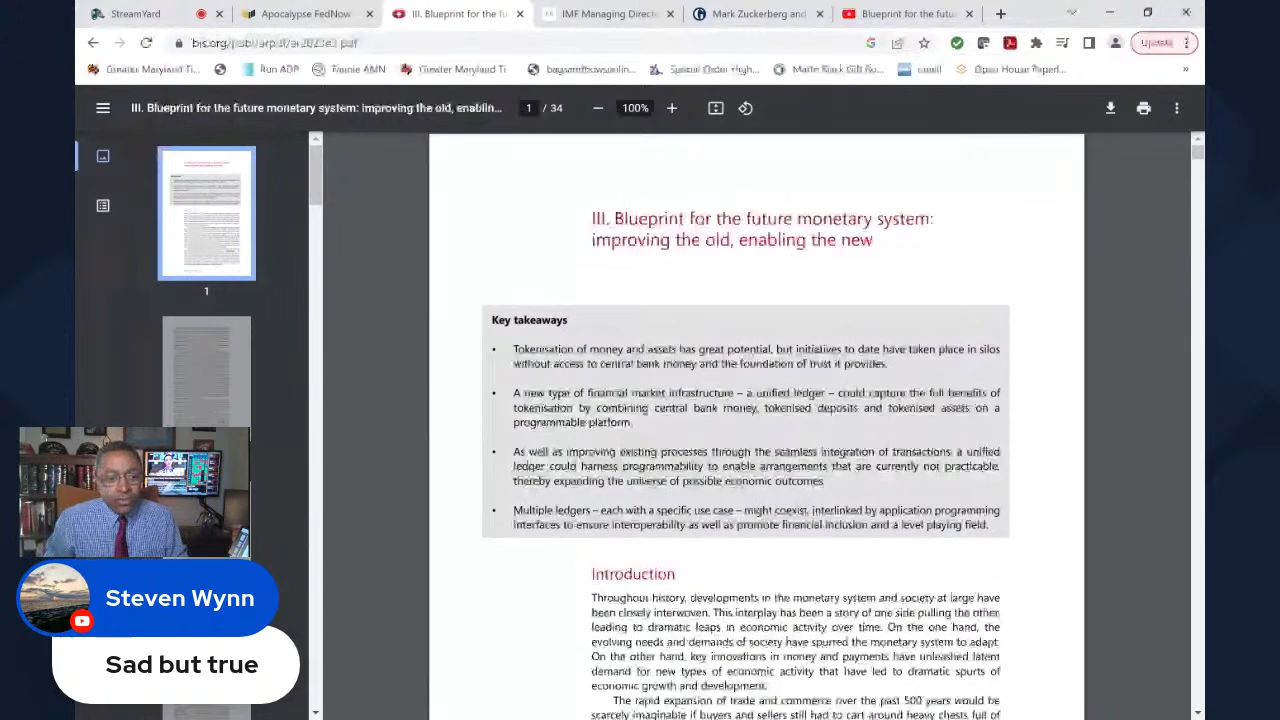 StreamYard
Apocalypse FedNow
III. Blueprint for the fu
IMF Managing Direct
Mark Zuckerberg and
Blueprint for the futur
Run ADP
email
III. Blueprint for the future monetary system: improving the old, enablin...
1 / 34
100%
1
III. Blueprint for the future monetary system:
improving the old, enabling the new
Key takeaways
• Tokenisation of money and assets has great potential, but initiatives to date have taken place in silos
without access to central bank money and the foundation of trust it provides.
• A new type of financial market infrastructure – a unified ledger – could capture the full benefits of
tokenisation by combining central bank money, tokenised deposits and tokenised assets on a
programmable platform.
• As well as improving existing processes through the seamless integration of transactions, a unified
ledger could harness programmability to enable arrangements that are currently not practicable,
thereby expanding the universe of possible economic outcomes.
• Multiple ledgers – each with a specific use case – might coexist, interlinked by application programming
interfaces to ensure interoperability as well as promote financial inclusion and a level playing field.
Introduction
Throughout history, developments in the monetary system and society at large have
been closely interwoven. This interplay has been a story of one side pulling the other,
leading to dramatic leaps in economic activity over time. On the one hand, the
evolving needs and demands of society have spurred the monetary system to adapt.
On the other hand, key innovations in money and payments have unleashed latent
demand for new types of economic activity that have led to dramatic spurts of
economic growth and development.
The rapid expansion of trade and commerce over the past 500 years would be
scarcely imaginable if buyers and sellers still had to cart around heavy chests full of
Steven Wynn
Sad but true